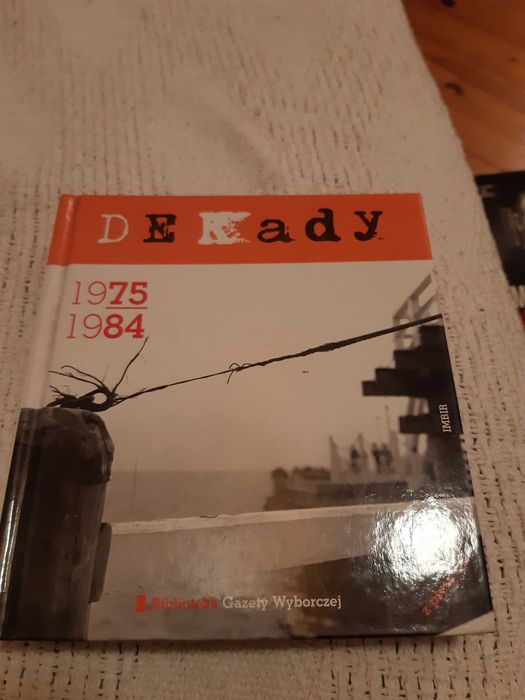 DEKady
1975
1984
IMBIR
Biblioteka Gazety Wyborczej
z